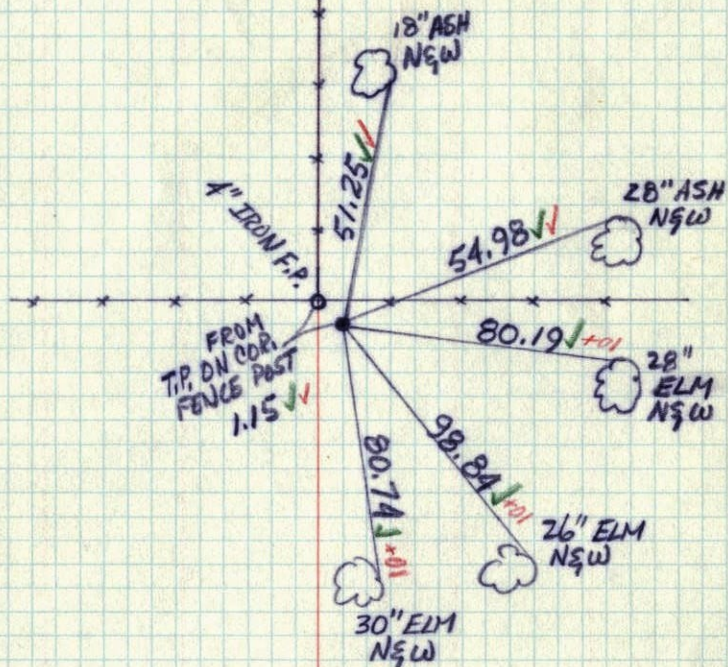 18" ASH
N&W
51.25 ✓✓
28" ASH
N&W
54.98 ✓✓
4" IRON F.P.
FROM
T.P. ON COR.
FENCE POST
1.15 ✓✓
80.19 ✓ +01
28"
ELM
N&W
98.84 ✓ +01
26" ELM
N&W
80.74 ✓ +01
30" ELM
N&W